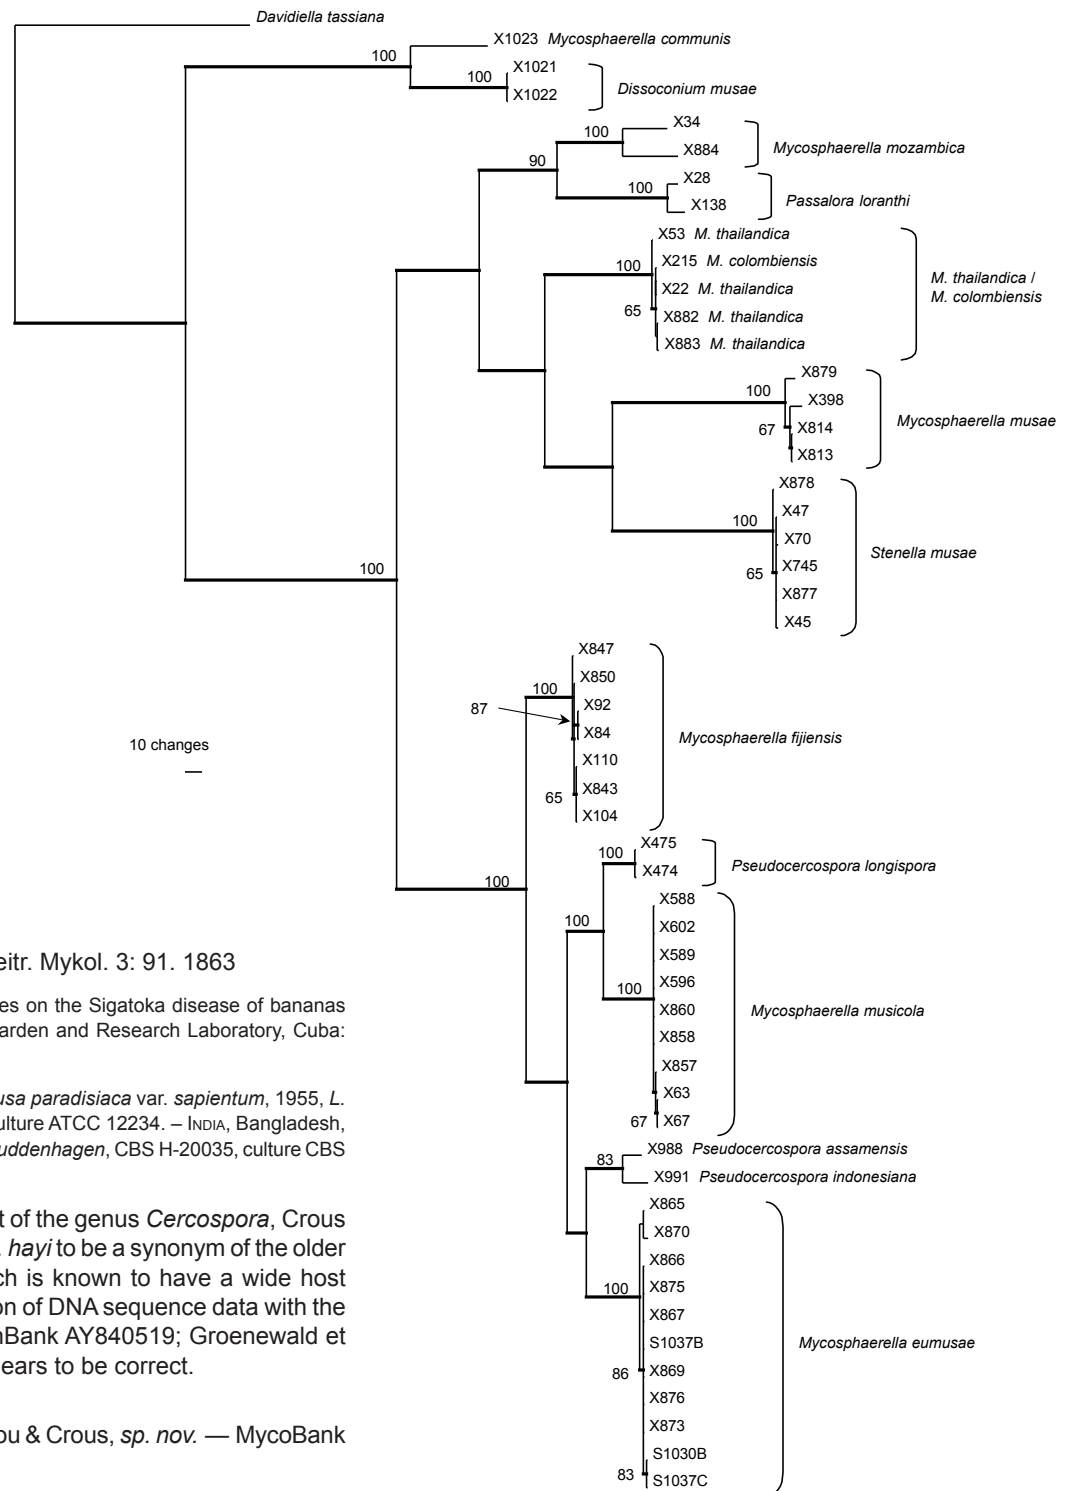 Davidiella tassiana
X1023 Mycosphaerella communis
100
X1021
100
X1022
Dissoconium musae
X34
100
X884
Mycosphaerella mozambica
90
X28
100
X138
Passalora loranthi
X53 M. thailandica
X215 M. colombiensis
100
X22 M. thailandica
65
X882 M. thailandica
X883 M. thailandica
M. thailandica /
M. colombiensis
X879
100
X398
67
X814
X813
Mycosphaerella musae
X878
X47
100
X70
X745
65
X877
X45
Stenella musae
100
X847
X850
100
X92
87
X84
X110
X843
65
X104
Mycosphaerella fijiensis
10 changes
X475
100
X474
Pseudocercospora longispora
100
X588
100
X602
X589
X596
100
X860
X858
X857
X63
67
X67
Mycosphaerella musicola
X988 Pseudocercospora assamensis
83
X991 Pseudocercospora indonesiana
X865
X870
X866
X875
100
X867
S1037B
86
X869
X876
X873
S1030B
83
S1037C
Mycosphaerella eumusae
eitr. Mykol. 3: 91. 1863
es on the Sigatoka disease of bananas
arden and Research Laboratory, Cuba:
usa paradisiaca var. sapientum, 1955, L.
ulture ATCC 12234. – INDIA, Bangladesh,
uddenhagen, CBS H-20035, culture CBS
t of the genus Cercospora, Crous
. hayi to be a synonym of the older
ch is known to have a wide host
on of DNA sequence data with the
nBank AY840519; Groenewald et
ears to be correct.
ou & Crous, sp. nov. — MycoBank